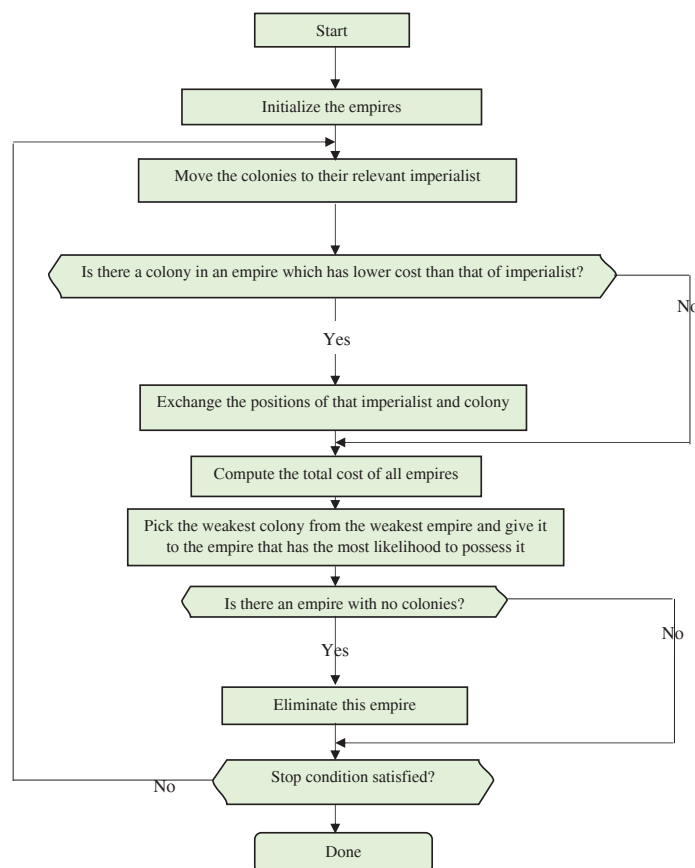 Start
Initialize the empires
Move the colonies to their relevant imperialist
Is there a colony in an empire which has lower cost than that of imperialist?
No
Yes
Exchange the positions of that imperialist and colony
Compute the total cost of all empires
Pick the weakest colony from the weakest empire and give it
to the empire that has the most likelihood to possess it
Is there an empire with no colonies?
No
Yes
Eliminate this empire
Stop condition satisfied?
No
Done